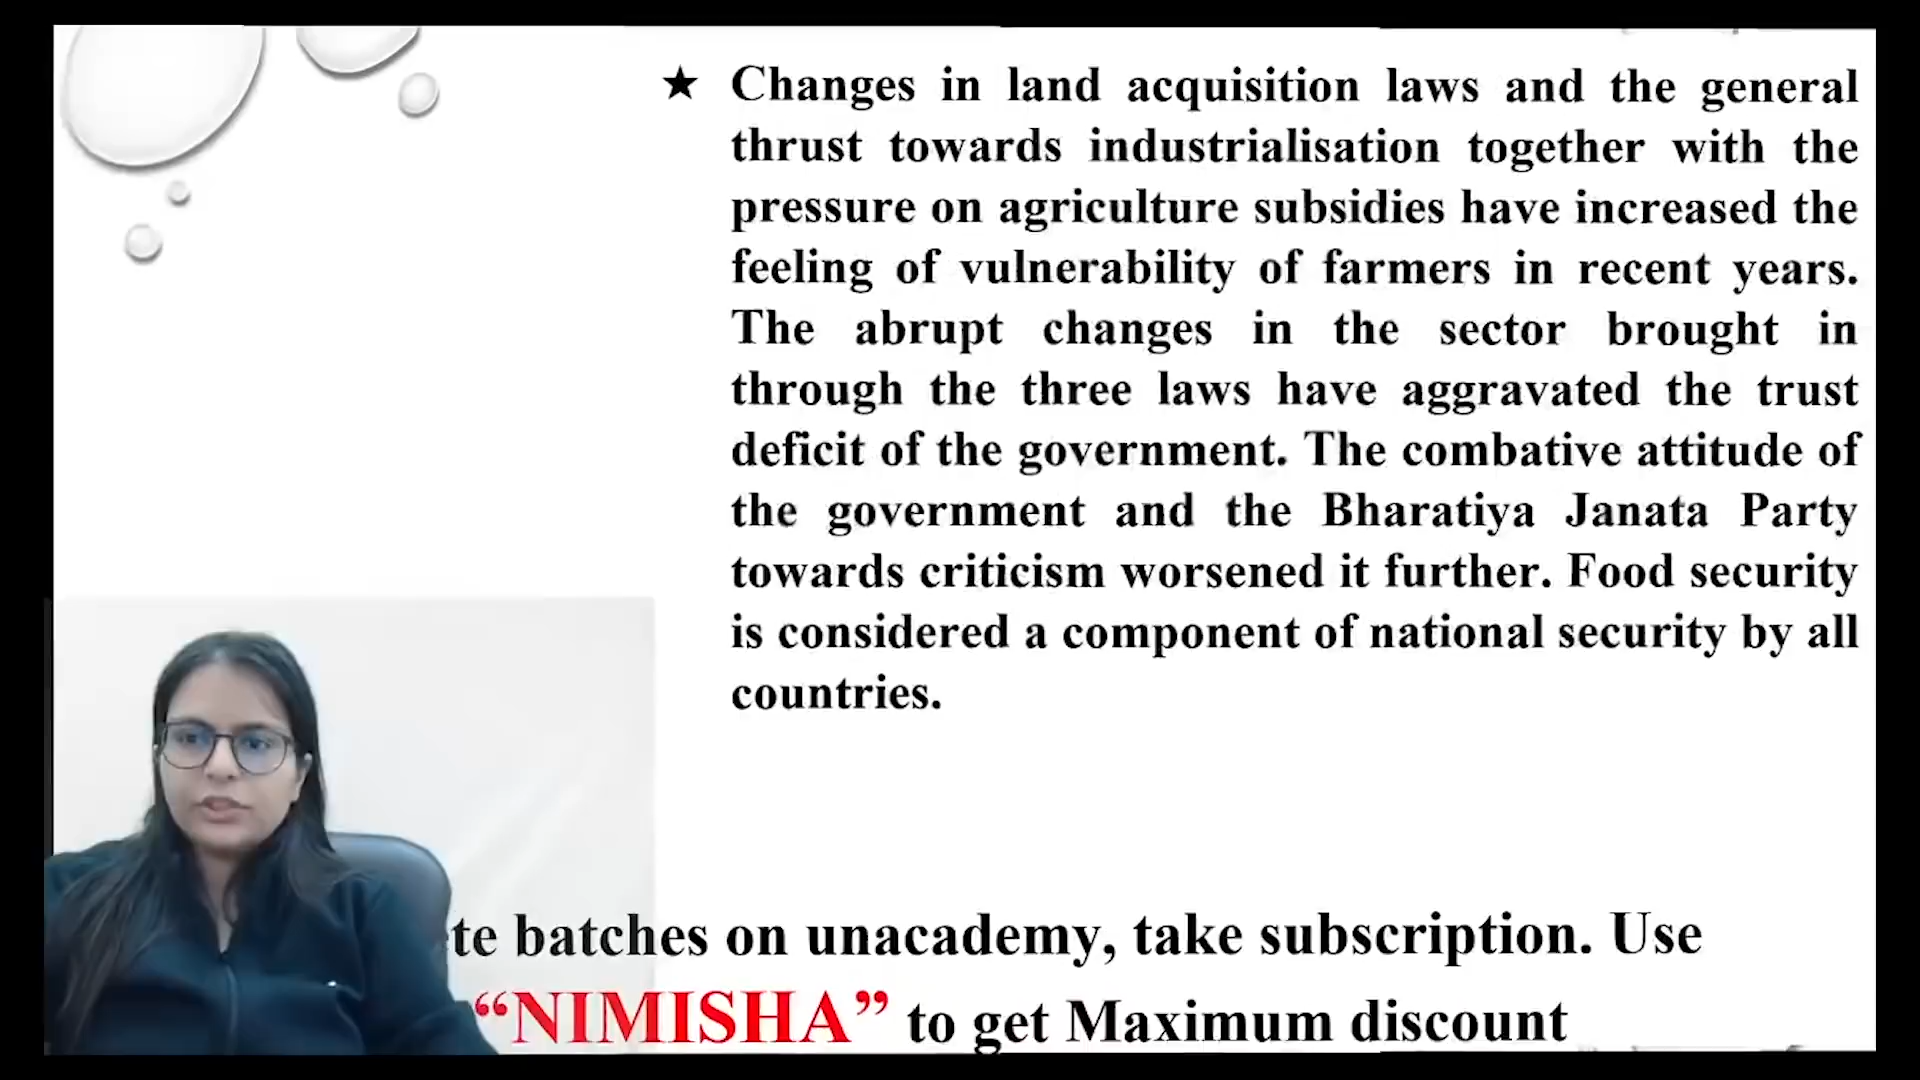 ★ Changes in land acquisition laws and the general
thrust towards industrialisation together with the
pressure on agriculture subsidies have increased the
feeling of vulnerability of farmers in recent years.
The abrupt changes in the sector brought in
through the three laws have aggravated the trust
deficit of the government. The combative attitude of
the government and the Bharatiya Janata Party
towards criticism worsened it further. Food security
is considered a component of national security by all
countries.
te batches on unacademy, take subscription. Use
“NIMISHA” to get Maximum discount